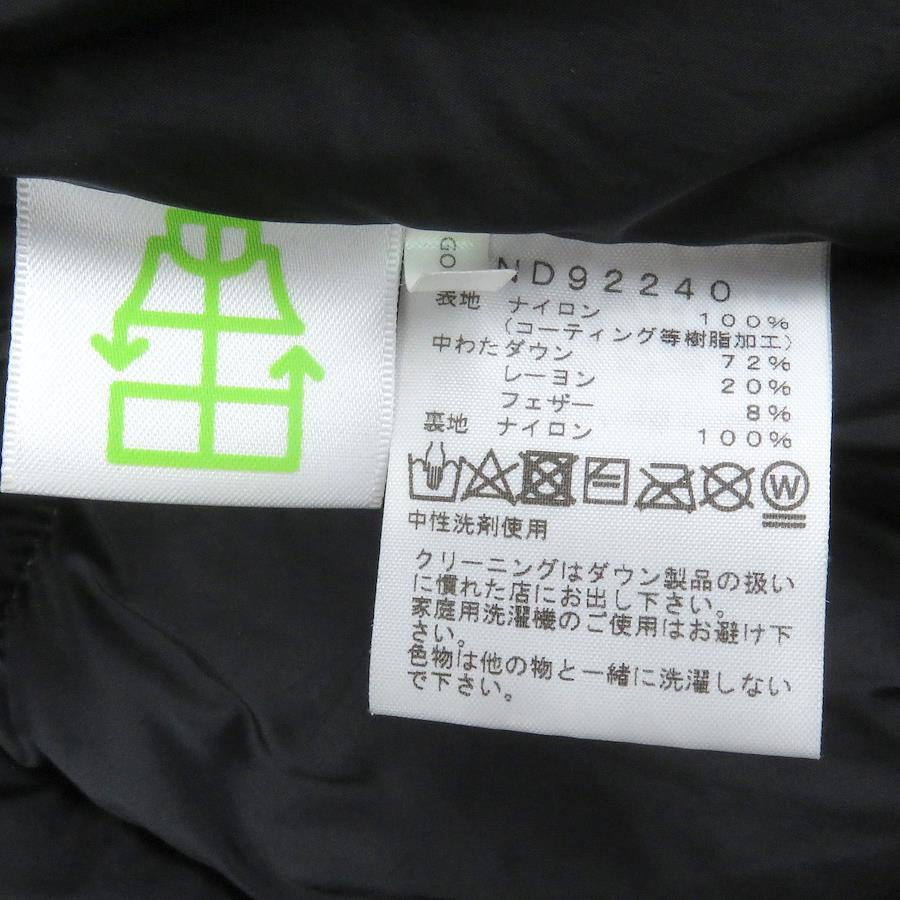 GO
ND92240
表地 ナイロン 100%
(コーティング等樹脂加工)
中わた ダウン 72%
レーヨン 20%
フェザー 8%
裏地 ナイロン 100%
W
中性洗剤使用
クリーニングはダウン製品の扱い
に慣れた店にお出し下さい。
家庭用洗濯機のご使用はお避け下
さい。
色物は他の物と一緒に洗濯しない
で下さい。